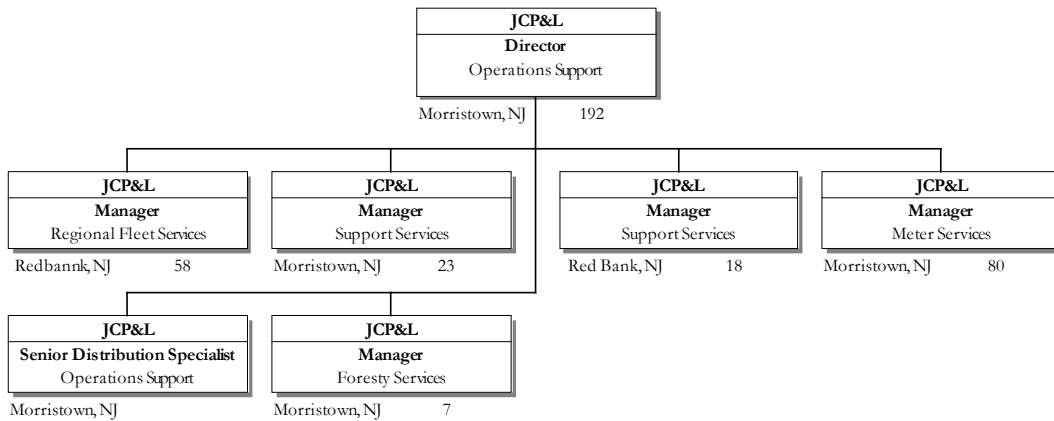 JCP&L
Director
Operations Support
Morristown, NJ 192
JCP&L
Manager
Regional Fleet Services
Redbannk, NJ 58
JCP&L
Manager
Support Services
Morristown, NJ 23
JCP&L
Manager
Support Services
Red Bank, NJ 18
JCP&L
Manager
Meter Services
Morristown, NJ 80
JCP&L
Senior Distribution Specialist
Operations Support
Morristown, NJ
JCP&L
Manager
Foresty Services
Morristown, NJ 7